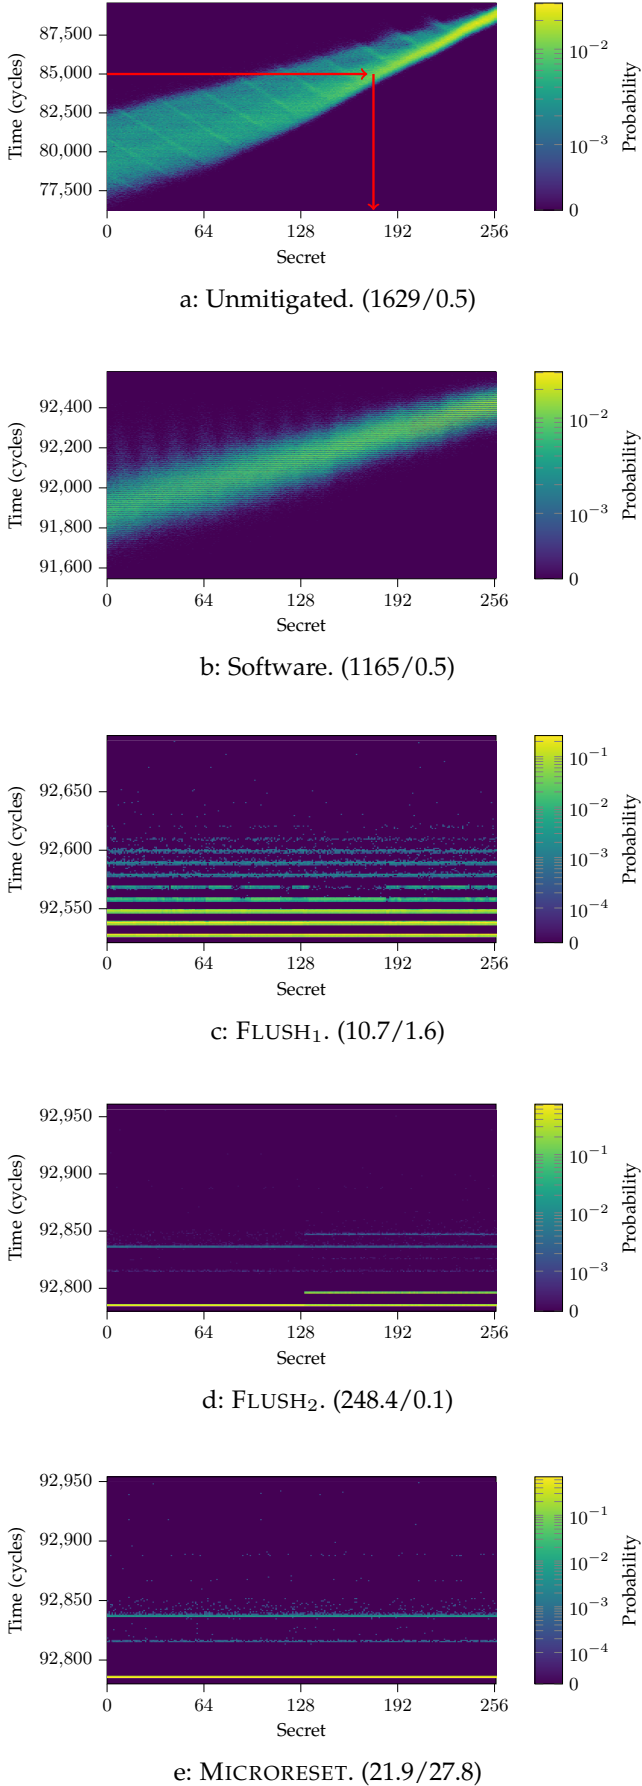 87,500
85,000
82,500
80,000
77,500
Time (cycles)
0 64 128 192 256
Secret
10⁻²
10⁻³
0
Probability
a: Unmitigated. (1629/0.5)
92,400
92,200
92,000
91,800
91,600
Time (cycles)
0 64 128 192 256
Secret
10⁻²
10⁻³
0
Probability
b: Software. (1165/0.5)
92,650
92,600
92,550
Time (cycles)
0 64 128 192 256
Secret
10⁻¹
10⁻²
10⁻³
10⁻⁴
0
Probability
c: FLUSH₁. (10.7/1.6)
92,950
92,900
92,850
92,800
Time (cycles)
0 64 128 192 256
Secret
10⁻¹
10⁻²
10⁻³
0
Probability
d: FLUSH₂. (248.4/0.1)
92,950
92,900
92,850
92,800
Time (cycles)
0 64 128 192 256
Secret
10⁻¹
10⁻²
10⁻³
10⁻⁴
0
Probability
e: MICRORESET. (21.9/27.8)